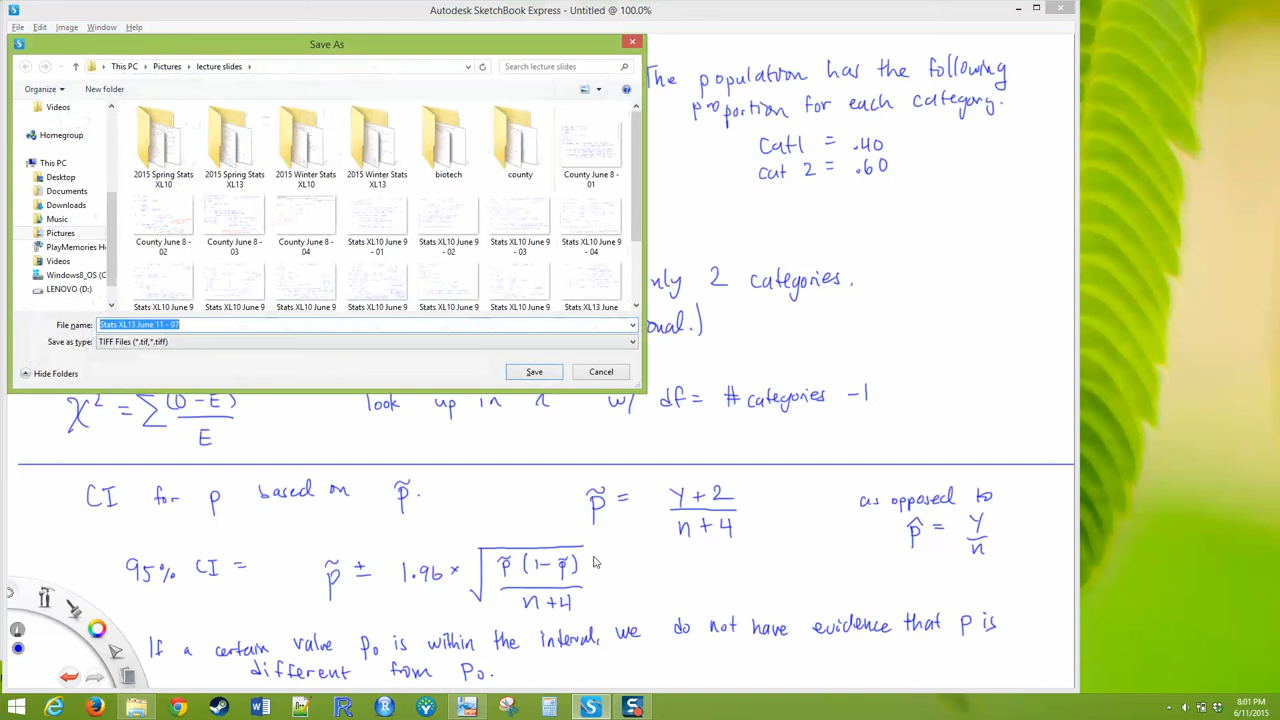 Autodesk SketchBook Express - Untitled @ 100.0%
File Edit Image Window Help
Save As
This PC Pictures lecture slides
Search lecture slides
Organize New folder
Videos
Homegroup
This PC
Desktop
Documents
Downloads
Music
Pictures
PlayMemories H
Videos
Windows8_OS (C
LENOVO (D:)
2015 Spring Stats XL10
2015 Spring Stats XL13
2015 Winter Stats XL10
2015 Winter Stats XL13
biotech
county
County June 8 - 01
County June 8 - 02
County June 8 - 03
County June 8 - 04
Stats XL10 June 9 - 01
Stats XL10 June 9 - 02
Stats XL10 June 9 - 03
Stats XL10 June 9 - 04
Stats XL10 June 9
Stats XL10 June 9
Stats XL10 June 9
Stats XL10 June 9
Stats XL10 June 9
Stats XL10 June 9
Stats XL13 June
File name: Stats XL13 June 11 - 07
Save as type: TIFF Files (*.tif,*.tiff)
Hide Folders Save Cancel
The population has the following
proportion for each category.
Cat 1 = .40
cat 2 = .60
nly 2 categories.
onal.)
χ² = ∑ (O-E)/E look up in w/ df = # categories -1
CI for p based on p̃. p̃ = (y+2)/(n+4) as opposed to
p̂ = y/n
95% CI = p̃ ± 1.96 × √(p̃(1-p̃)/(n+4))
If a certain value p₀ is within the interval, we do not have evidence that p is
different from p₀.
8:01 PM
6/11/2015